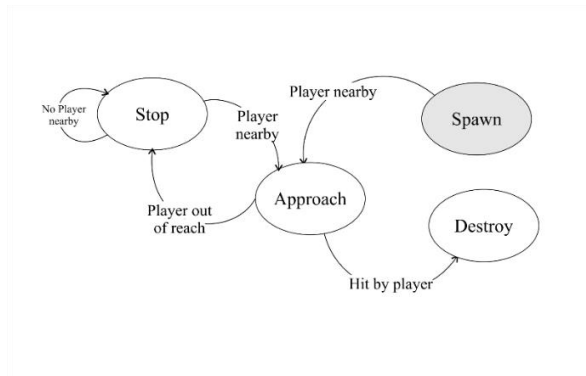 No Player
nearby
Stop
Player
nearby
Player nearby
Spawn
Player out
of reach
Approach
Destroy
Hit by player